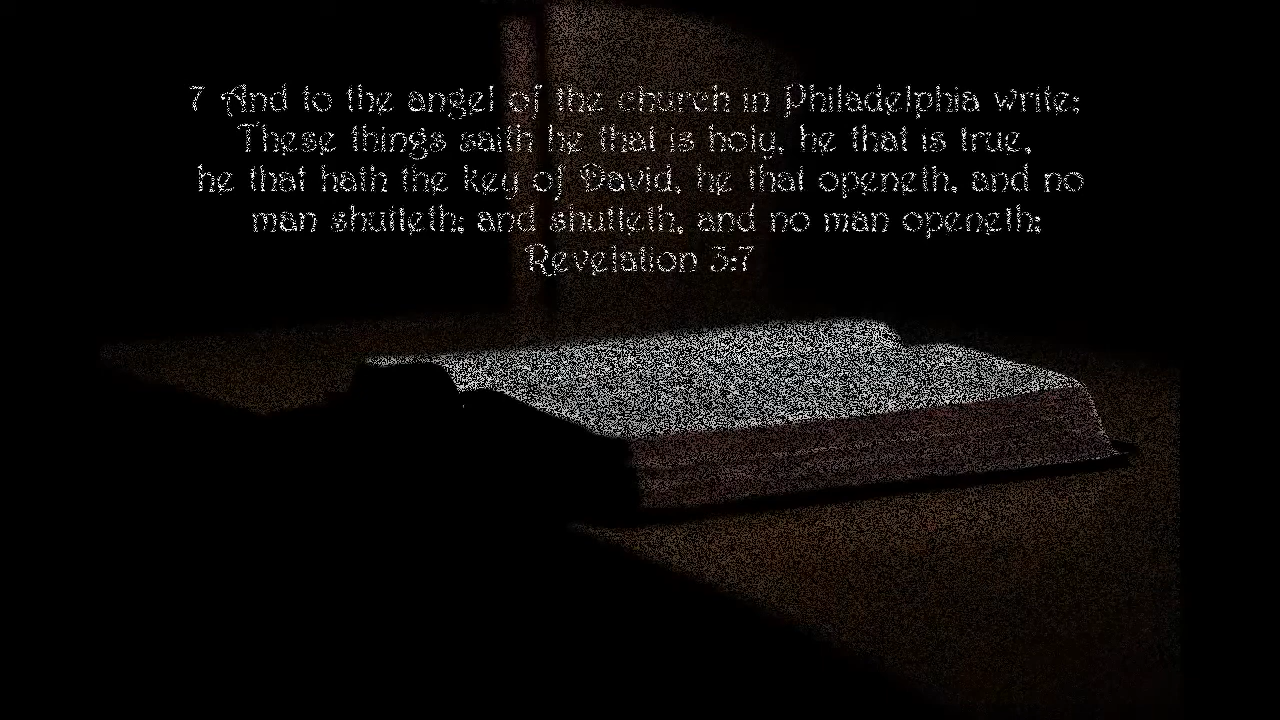 7 And to the angel of the church in Philadelphia write;
These things saith he that is holy, he that is true,
he that hath the key of David, he that openeth, and no
man shutteth; and shutteth, and no man openeth;
Revelation 3:7